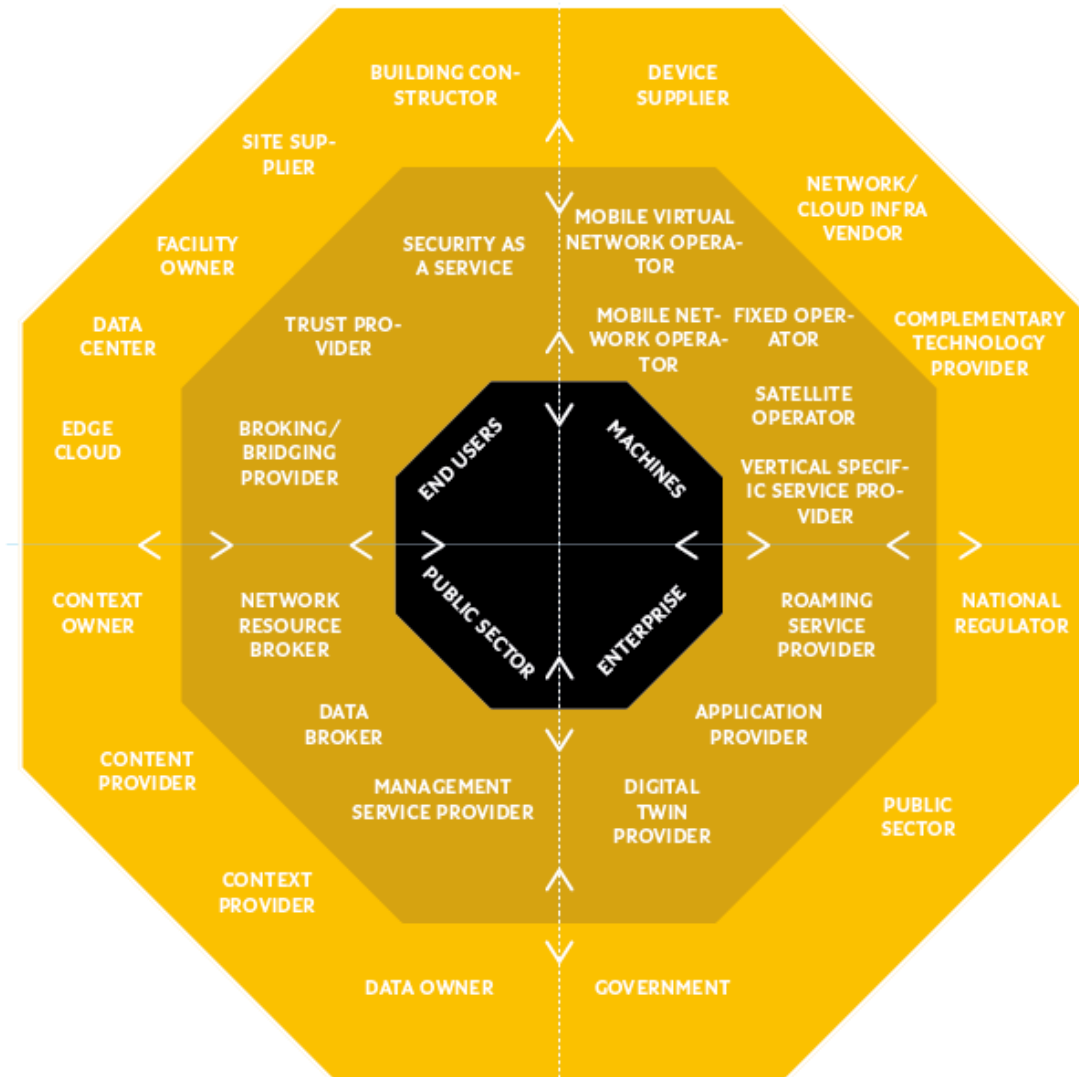 BUILDING CON-
STRUCTOR
DEVICE
SUPPLIER
SITE SUP-
PLIER
NETWORK/
CLOUD INFRA
VENDOR
FACILITY
OWNER
SECURITY AS
A SERVICE
MOBILE VIRTUAL
NETWORK OPERA-
TOR
DATA
CENTER
TRUST PRO-
VIDER
MOBILE NET-
WORK OPERA-
TOR
FIXED OPER-
ATOR
COMPLEMENTARY
TECHNOLOGY
PROVIDER
SATELLITE
OPERATOR
EDGE
CLOUD
BROKING/
BRIDGING
PROVIDER
END USERS
MACHINES
VERTICAL SPECIF-
IC SERVICE PRO-
VIDER
CONTEXT
OWNER
NETWORK
RESOURCE
BROKER
PUBLIC SECTOR
ENTERPRISE
ROAMING
SERVICE
PROVIDER
NATIONAL
REGULATOR
DATA
BROKER
APPLICATION
PROVIDER
CONTENT
PROVIDER
MANAGEMENT
SERVICE PROVIDER
DIGITAL
TWIN
PROVIDER
PUBLIC
SECTOR
CONTEXT
PROVIDER
DATA OWNER
GOVERNMENT